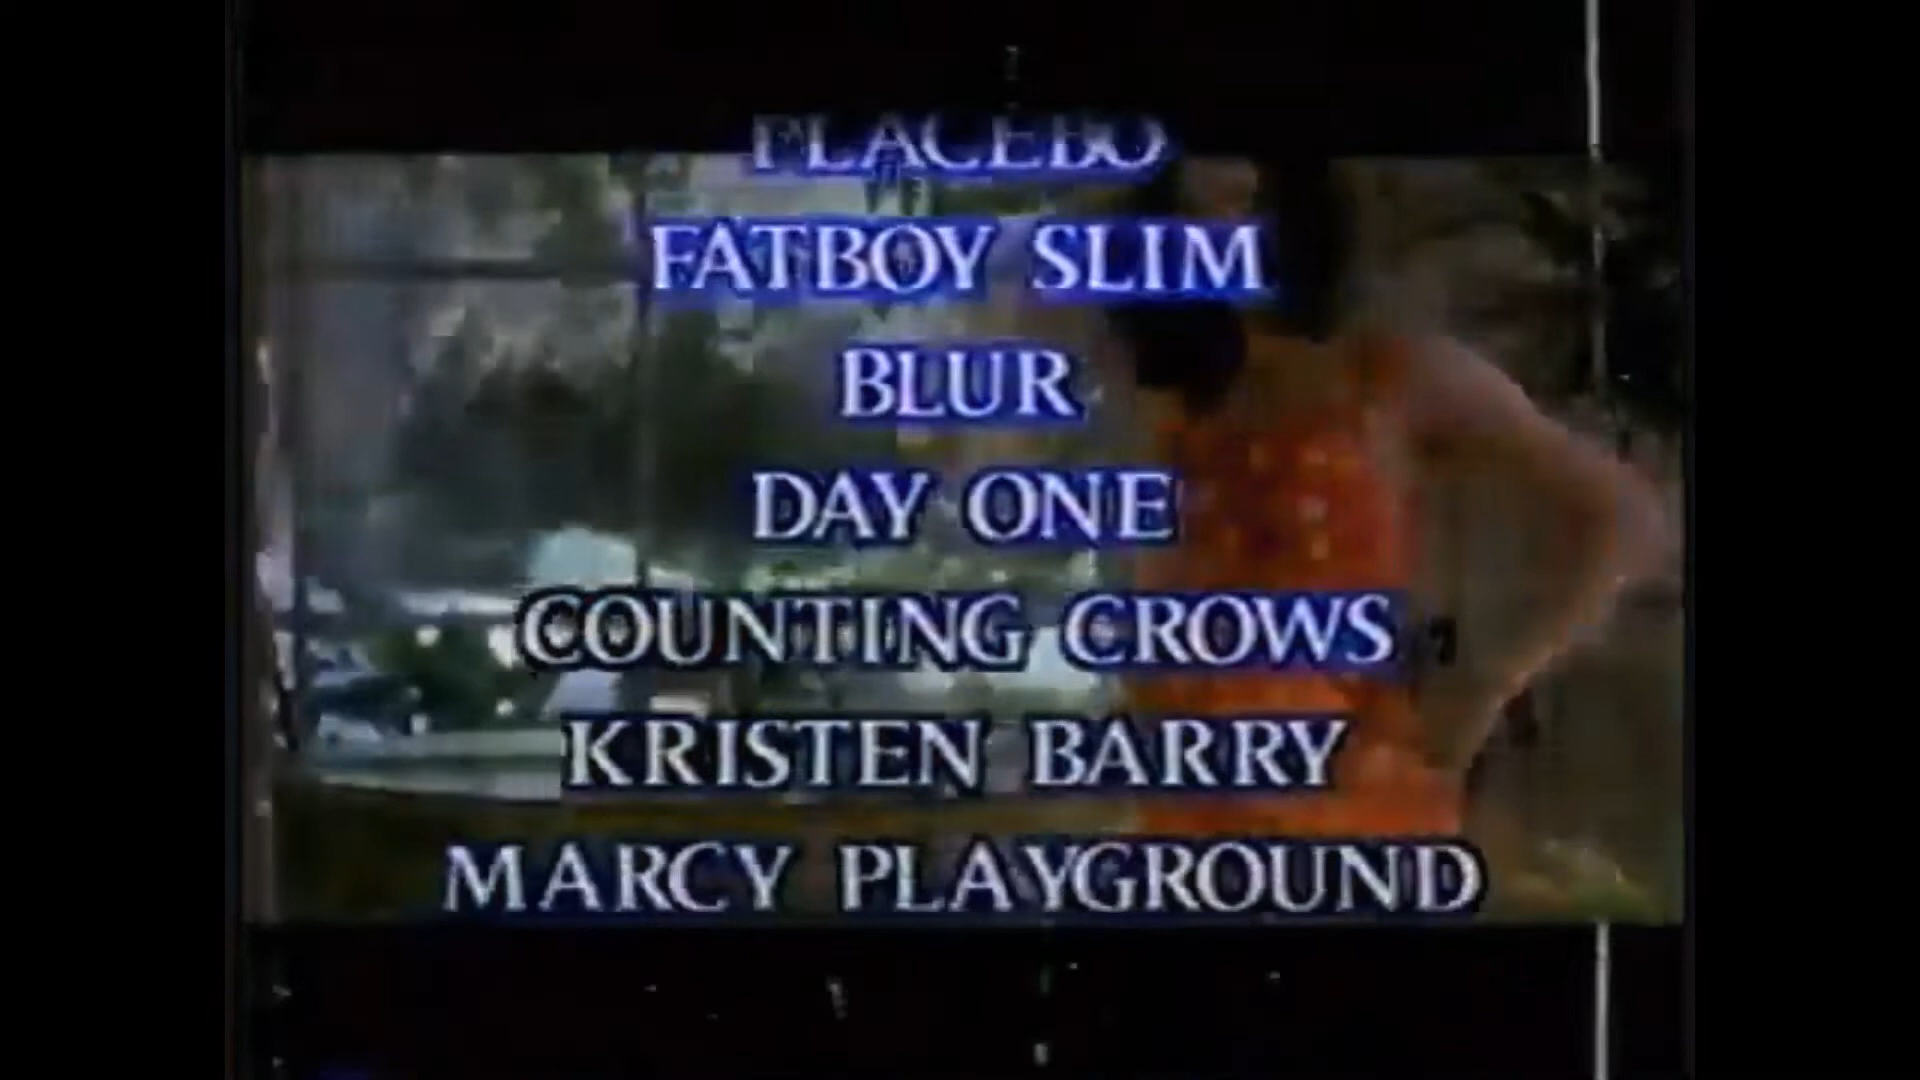 PLACEBO
FATBOY SLIM
BLUR
DAY ONE
COUNTING CROWS
KRISTEN BARRY
MARCY PLAYGROUND